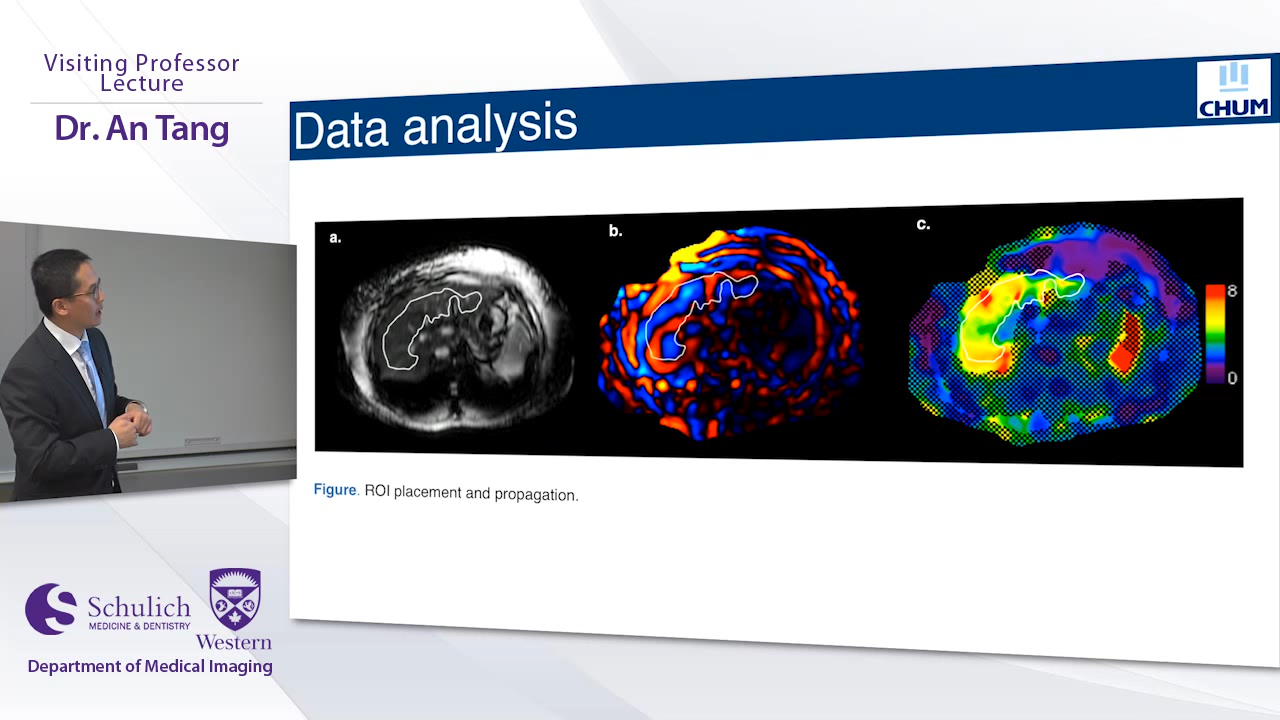 Visiting Professor
Lecture
Dr. An Tang
Data analysis
CHUM
a.
b.
c.
8
0
Figure. ROI placement and propagation.
Schulich
MEDICINE & DENTISTRY
Western
Department of Medical Imaging